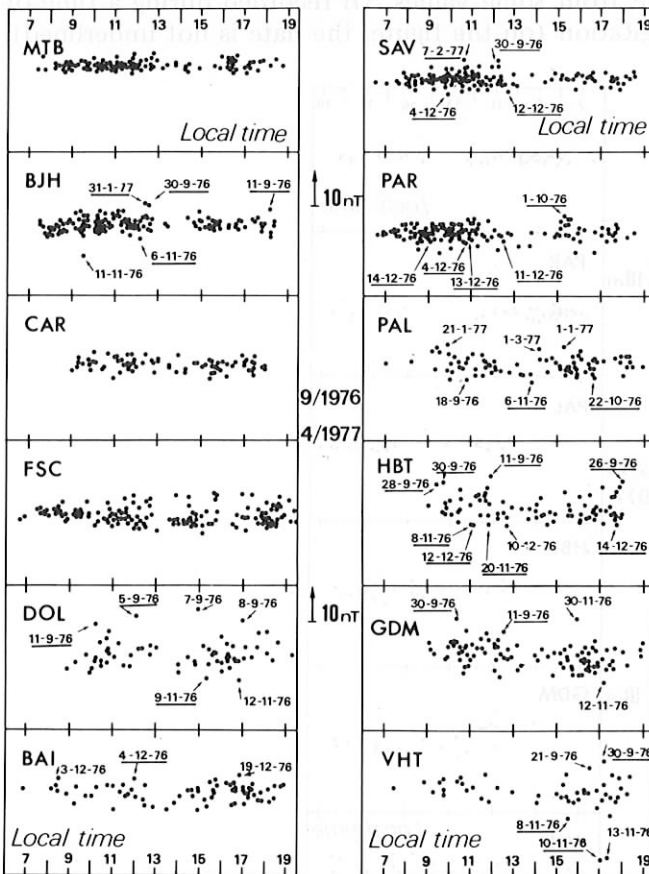 7 9 11 13 15 17 19
MTB
Local time
BJH
31-1-77
30-9-76
11-9-76
6-11-76
11-11-76
CAR
FSC
DOL
5-9-76
7-9-76
8-9-76
11-9-76
9-11-76
12-11-76
BAI
3-12-76
4-12-76
19-12-76
Local time
7 9 11 13 15 17 19
10nT
9/1976
4/1977
10nT
7 9 11 13 15 17 19
SAV
7-2-77
30-9-76
4-12-76
12-12-76
Local time
PAR
1-10-76
14-12-76
4-12-76
13-12-76
11-12-76
PAL
21-1-77
1-3-77
1-1-77
18-9-76
6-11-76
22-10-76
HBT
28-9-76
30-9-76
11-9-76
26-9-76
8-11-76
12-12-76
20-11-76
10-12-76
14-12-76
GDM
30-9-76
11-9-76
30-11-76
12-11-76
VHT
21-9-76
30-9-76
8-11-76
10-11-76
13-11-76
Local time
7 9 11 13 15 17 19